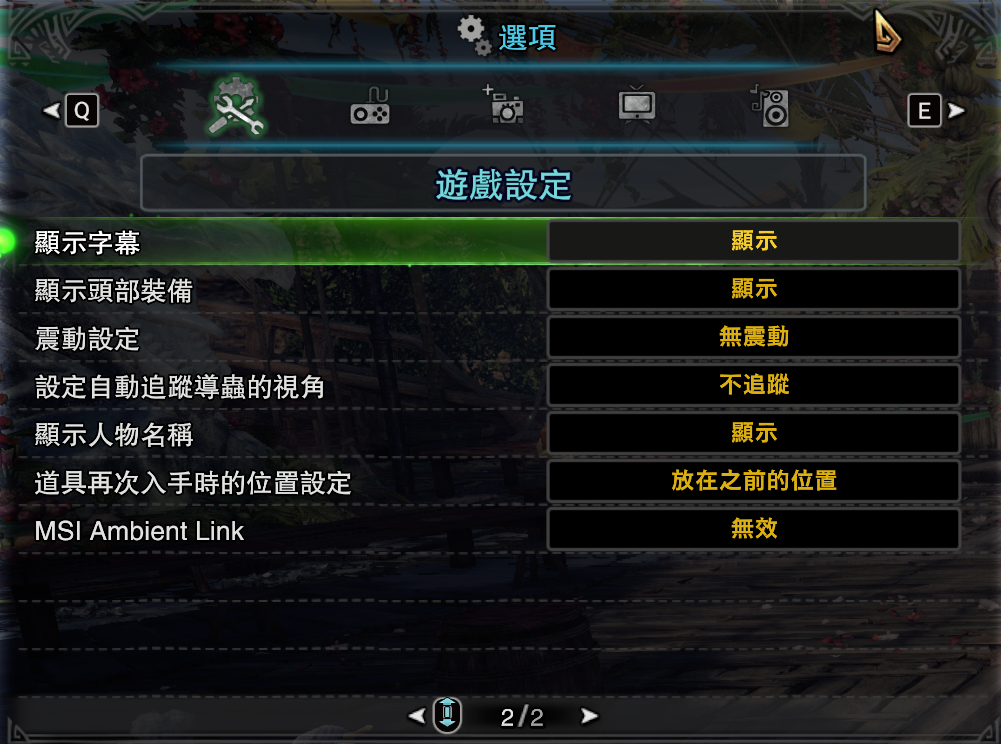 選項
Q
E
遊戲設定
顯示字幕 顯示
顯示頭部裝備 顯示
震動設定 無震動
設定自動追蹤導蟲的視角 不追蹤
顯示人物名稱 顯示
道具再次入手時的位置設定 放在之前的位置
MSI Ambient Link 無效
2/2